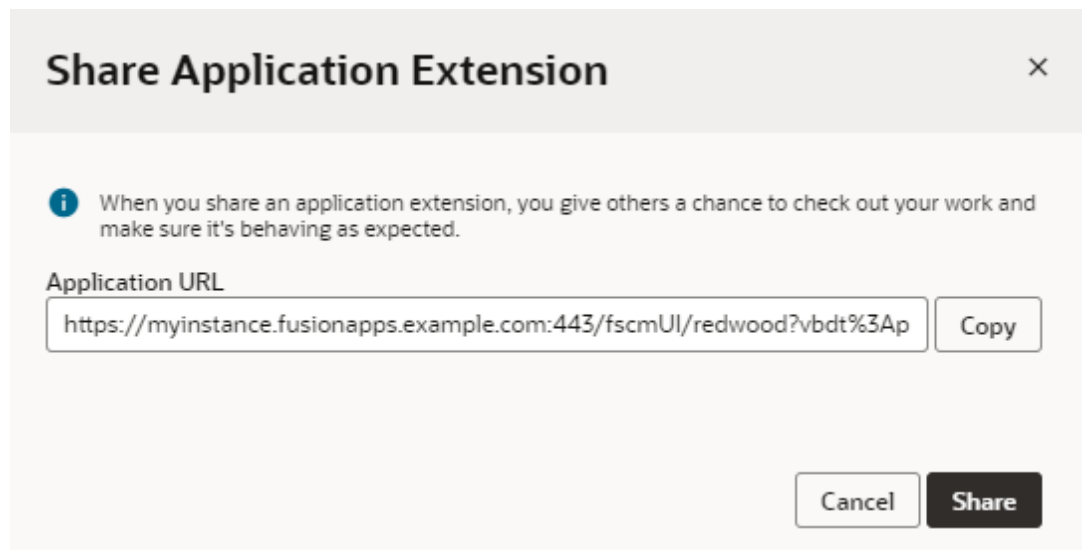 Share Application Extension
When you share an application extension, you give others a chance to check out your work and
make sure it's behaving as expected.
Application URL
https://myinstance.fusionapps.example.com:443/fscmUI/redwood?vbdt%3Ap
Copy
Cancel
Share